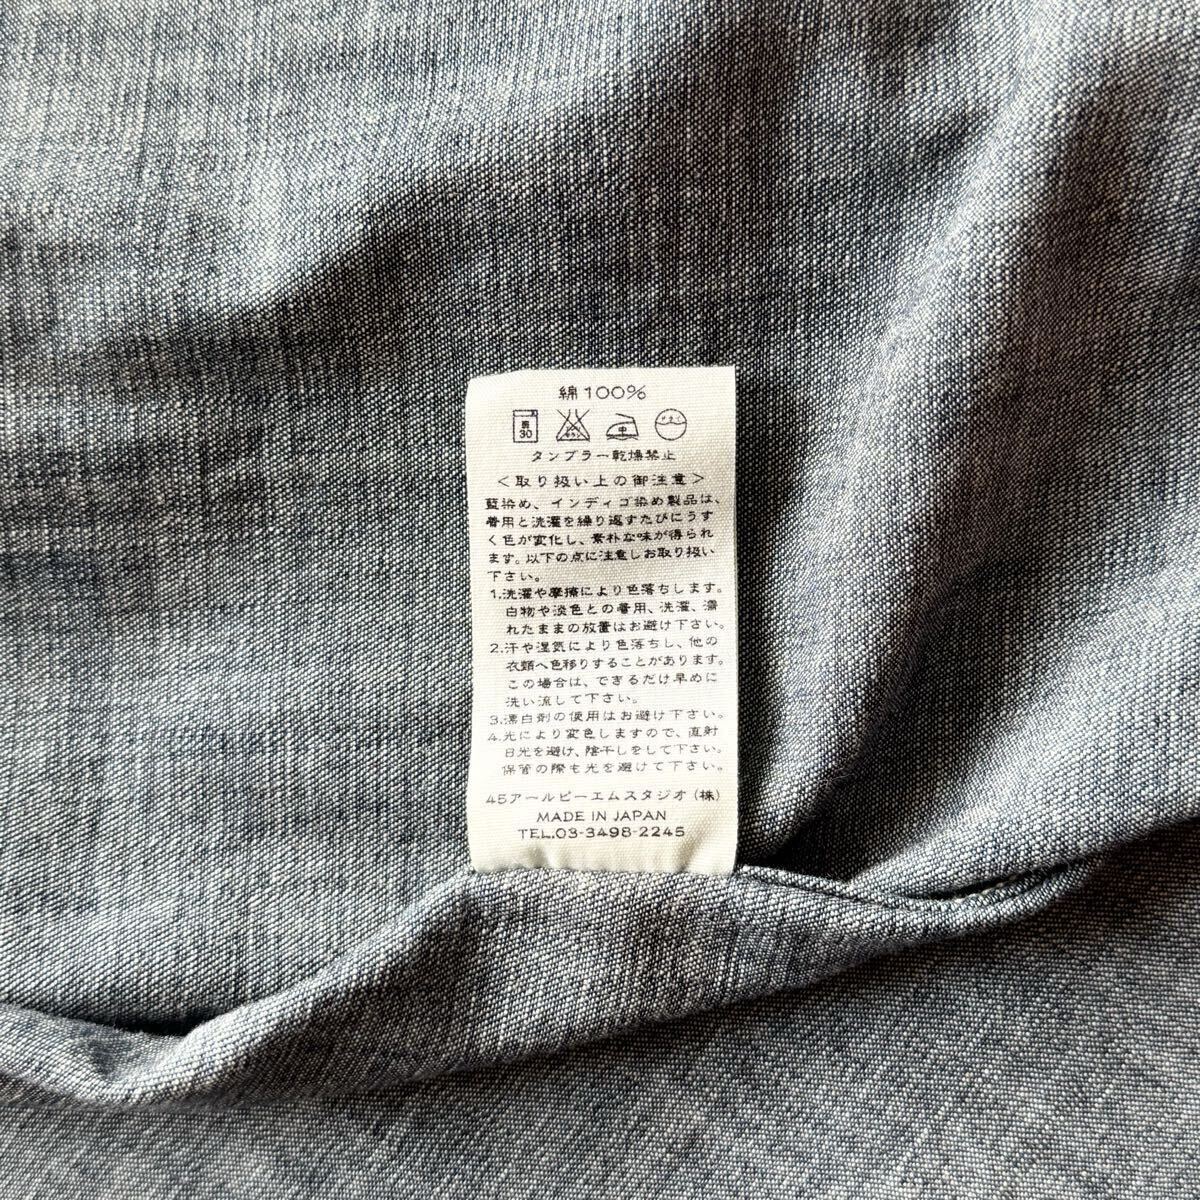 綿100%
弱
30
エンソ
サラシ
中
ドライ
タンブラー乾燥禁止
<取り扱い上の御注意>
藍染め、インディゴ染め製品は、
着用と洗濯を繰り返すたびにうす
く色が変化し、素朴な味が得られ
ます。以下の点に注意しお取り扱い
下さい。
1.洗濯や摩擦により色落ちします。
白物や淡色との着用、洗濯、濡
れたままの放置はお避け下さい。
2.汗や湿気により色落ちし、他の
衣類へ色移りすることがあります。
この場合は、できるだけ早めに
洗い流して下さい。
3.漂白剤の使用はお避け下さい。
4.光により変色しますので、直射
日光を避け、陰干しをして下さい。
保管の際も光を避けて下さい。
45アールピーエムスタジオ(株)
MADE IN JAPAN
TEL.03-3498-2245